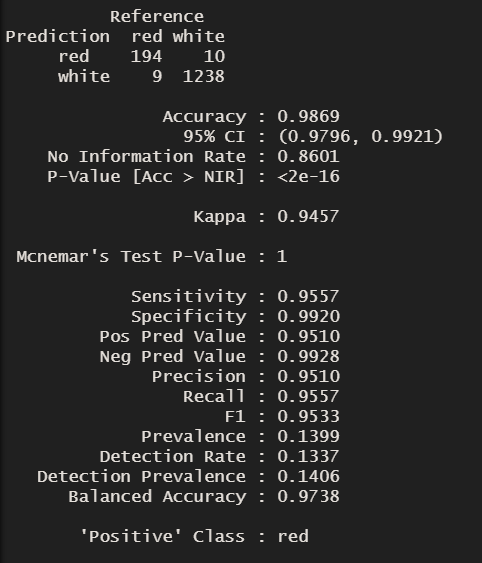 Reference
Prediction red white
red 194 10
white 9 1238
Accuracy : 0.9869
95% CI : (0.9796, 0.9921)
No Information Rate : 0.8601
P-Value [Acc > NIR] : <2e-16
Kappa : 0.9457
Mcnemar's Test P-Value : 1
Sensitivity : 0.9557
Specificity : 0.9920
Pos Pred Value : 0.9510
Neg Pred Value : 0.9928
Precision : 0.9510
Recall : 0.9557
F1 : 0.9533
Prevalence : 0.1399
Detection Rate : 0.1337
Detection Prevalence : 0.1406
Balanced Accuracy : 0.9738
'Positive' Class : red